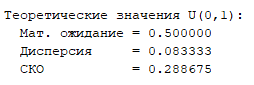 Теоретические значения U(0,1):
Мат. ожидание = 0.500000
Дисперсия = 0.083333
СКО = 0.288675